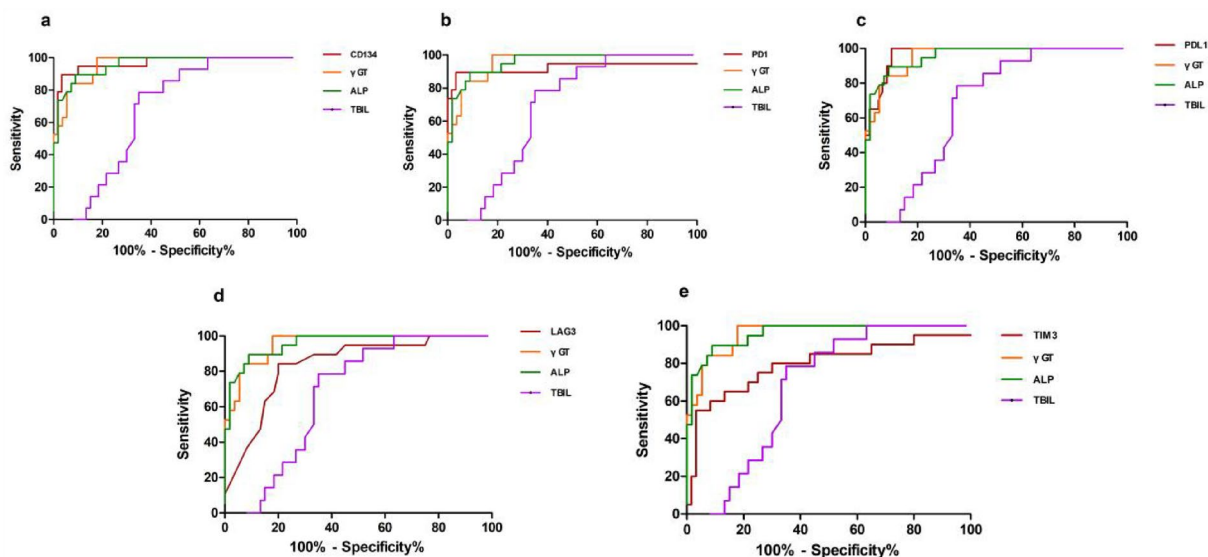 a
100
80
60
40
20
0
Sensitivity
0 20 40 60 80 100
100% - Specificity%
CD134
γ GT
ALP
TBIL
b
100
80
60
40
20
0
Sensitivity
0 20 40 60 80 100
100% - Specificity%
PD1
γ GT
ALP
TBIL
c
100
80
60
40
20
0
Sensitivity
0 20 40 60 80 100
100% - Specificity%
PDL1
γ GT
ALP
TBIL
d
100
80
60
40
20
0
Sensitivity
0 20 40 60 80 100
100% - Specificity%
LAG3
γ GT
ALP
TBIL
e
100
80
60
40
20
0
Sensitivity
0 20 40 60 80 100
100% - Specificity%
TIM3
γ GT
ALP
TBIL